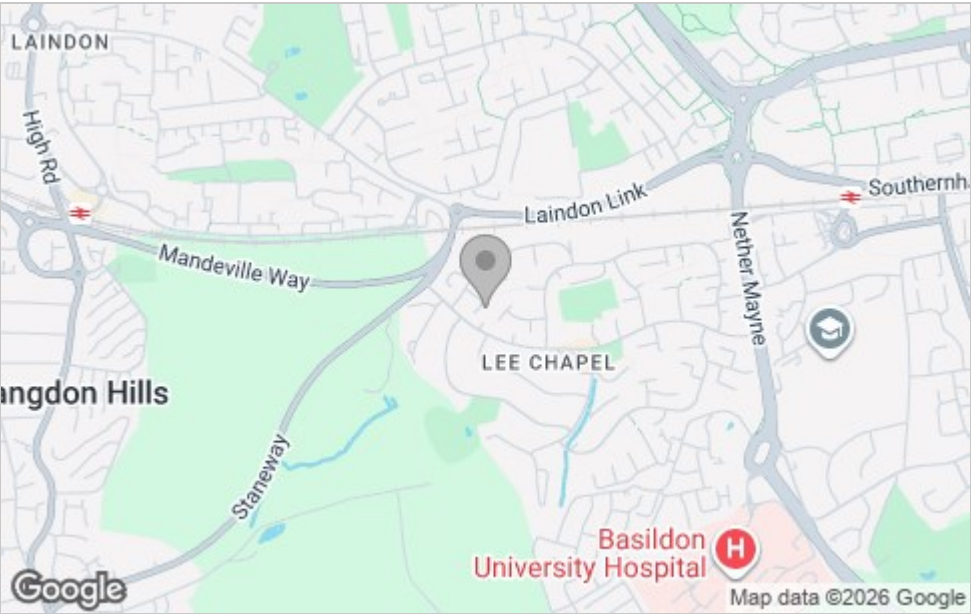 LAINDON
High Rd
Southernh
Laindon Link
Nether Mayne
Mandeville Way
LEE CHAPEL
angdon Hills
Staneway
Basildon
University Hospital
H
Google
Map data ©2026 Google